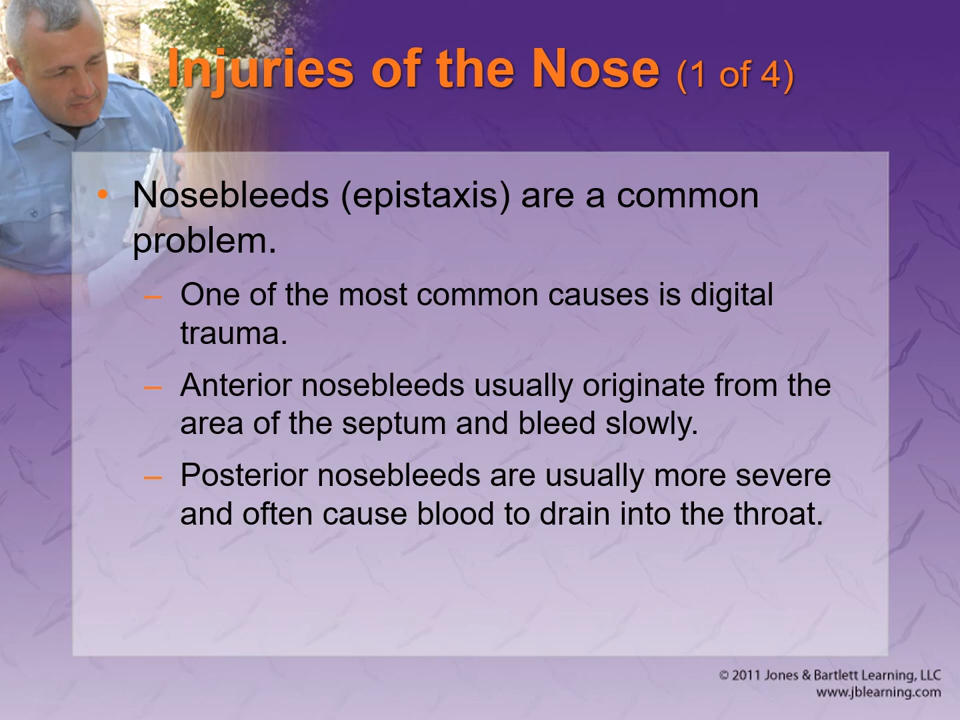 Injuries of the Nose (1 of 4)
• Nosebleeds (epistaxis) are a common
problem.
– One of the most common causes is digital
trauma.
– Anterior nosebleeds usually originate from the
area of the septum and bleed slowly.
– Posterior nosebleeds are usually more severe
and often cause blood to drain into the throat.
© 2011 Jones & Bartlett Learning, LLC
www.jblearning.com